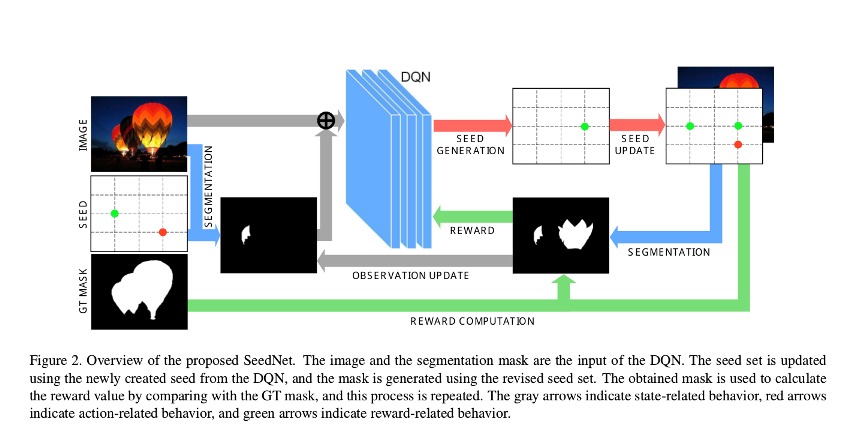 DQN
IMAGE
SEED
GT MASK
SEGMENTATION
SEED
GENERATION
SEED
UPDATE
REWARD
SEGMENTATION
OBSERVATION UPDATE
REWARD COMPUTATION
Figure 2. Overview of the proposed SeedNet. The image and the segmentation mask are the input of the DQN. The seed set is updated
using the newly created seed from the DQN, and the mask is generated using the revised seed set. The obtained mask is used to calculate
the reward value by comparing with the GT mask, and this process is repeated. The gray arrows indicate state-related behavior, red arrows
indicate action-related behavior, and green arrows indicate reward-related behavior.